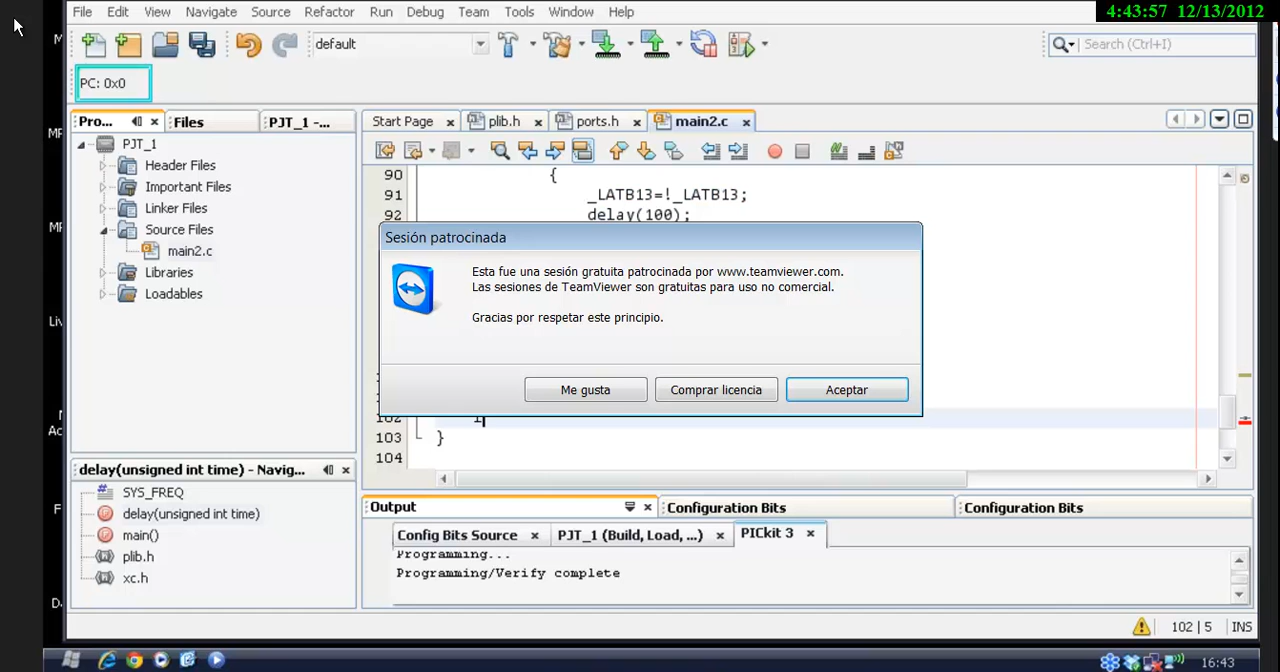 File Edit View Navigate Source Refactor Run Debug Team Tools Window Help
4:43:57 12/13/2012
default
Search (Ctrl+I)
PC: 0x0
Pro...
Files
PJT_1 -...
Start Page
plib.h
ports.h
main2.c
PJT_1
Header Files
Important Files
Linker Files
Source Files
main2.c
Libraries
Loadables
90 {
91 _LATB13=!_LATB13;
92 delay(100);
Sesión patrocinada
Esta fue una sesión gratuita patrocinada por www.teamviewer.com.
Las sesiones de TeamViewer son gratuitas para uso no comercial.
Gracias por respetar este principio.
Me gusta
Comprar licencia
Aceptar
102
103 }
104
delay(unsigned int time) - Navig...
SYS_FREQ
delay(unsigned int time)
main()
plib.h
xc.h
Output
Configuration Bits
Configuration Bits
Config Bits Source
PJT_1 (Build, Load, ...)
PICkit 3
Programming...
Programming/Verify complete
102 | 5
INS
16:43